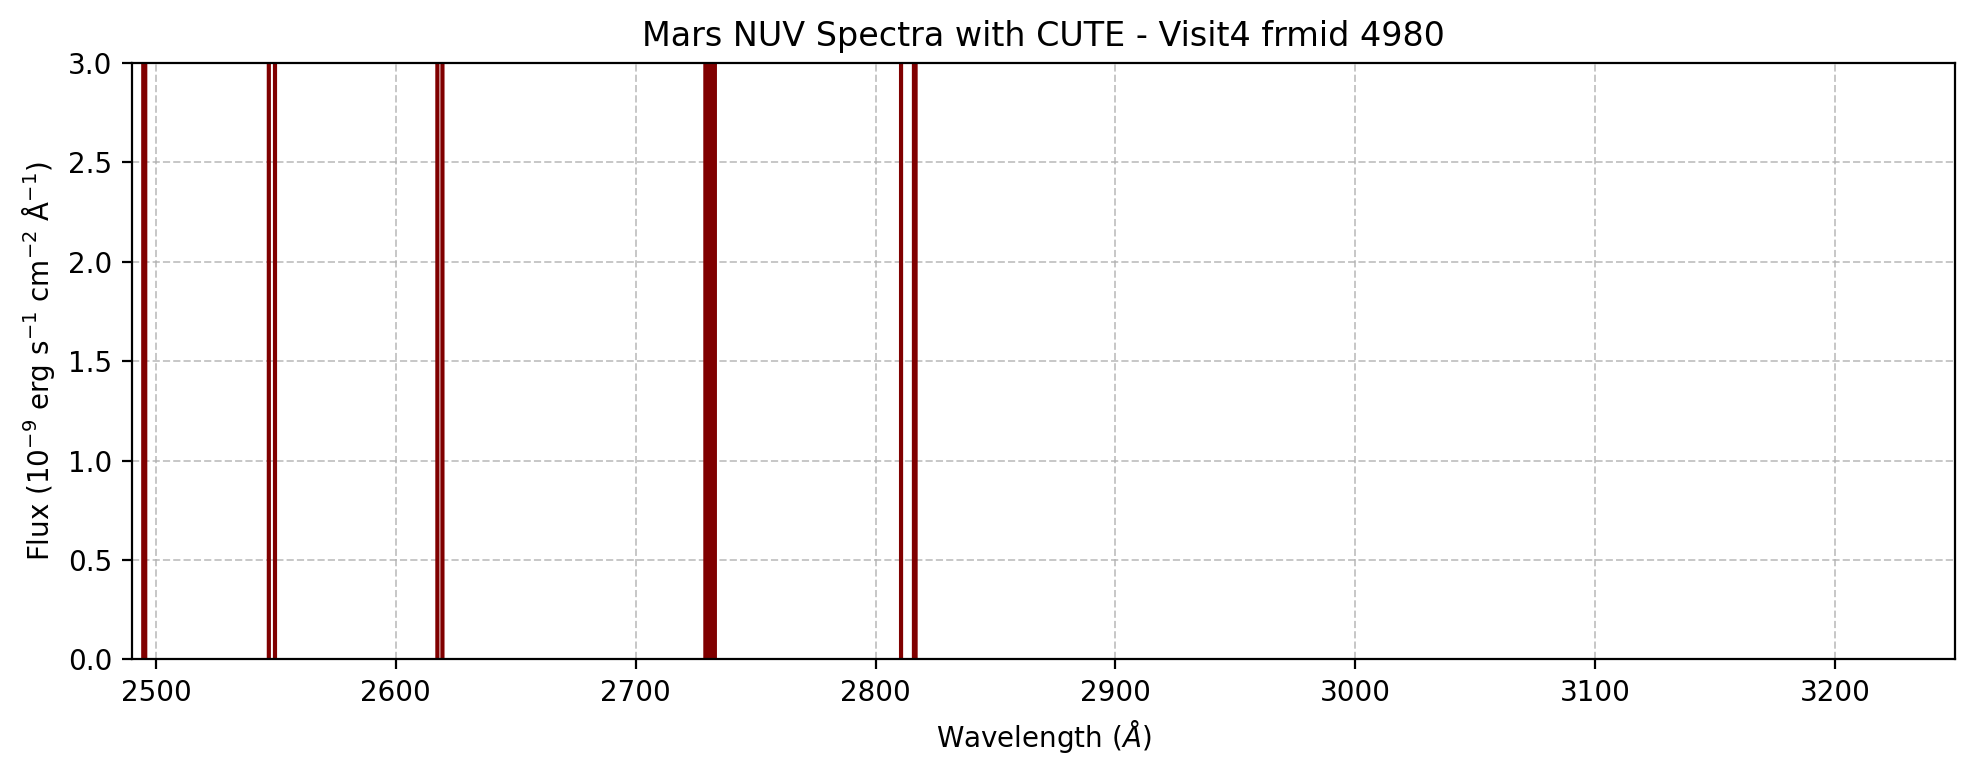 Mars NUV Spectra with CUTE - Visit4 frmid 4980
3.0
2.5
2.0
1.5
1.0
0.5
0.0
Flux (10⁻⁹ erg s⁻¹ cm⁻² Å⁻¹)
2500 2600 2700 2800 2900 3000 3100 3200
Wavelength (Å)